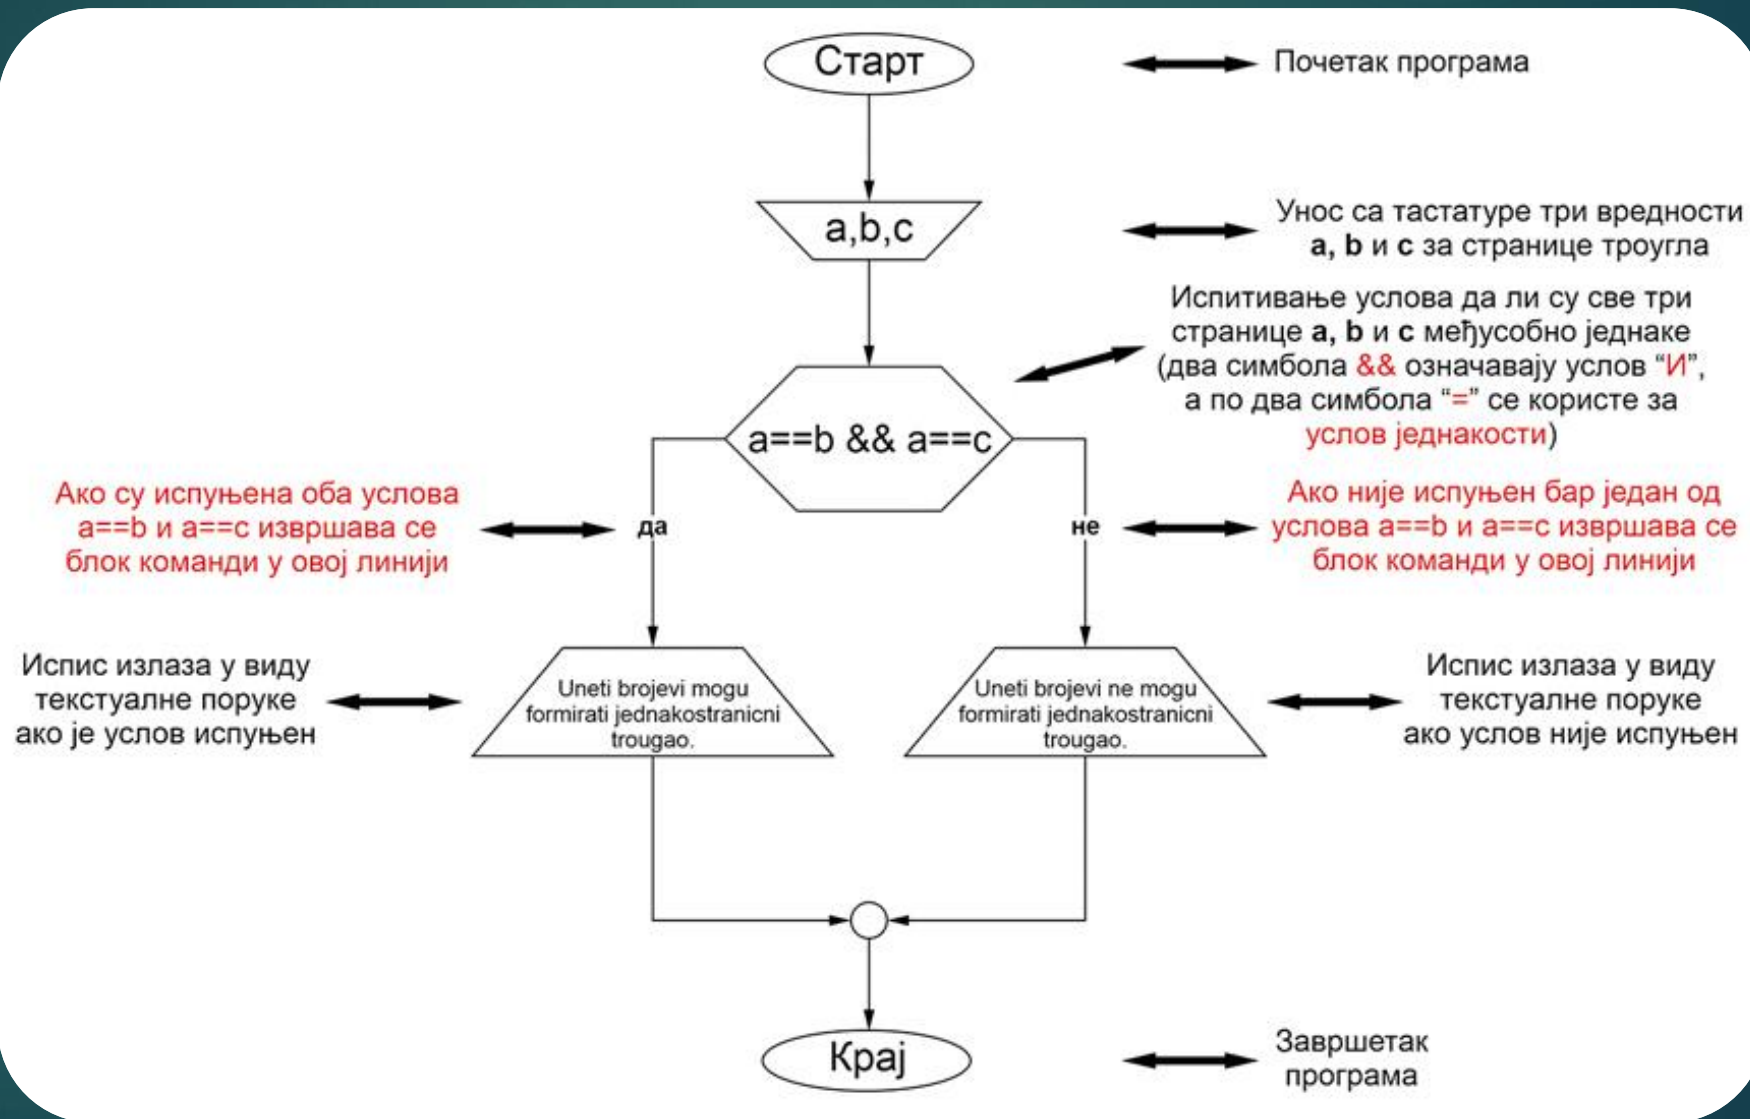 Старт
Почетак програма
a,b,c
Унос са тастатуре три вредности
a, b и c за странице троугла
Испитивање услова да ли су све три
странице a, b и c међусобно једнаке
(два симбола && означавају услов “И”,
а по два симбола “=” се користе за
услов једнакости)
a==b && a==c
Ако су испуњена оба услова
a==b и a==c извршава се
блок команди у овој линији
да
не
Ако није испуњен бар један од
услова a==b и a==c извршава се
блок команди у овој линији
Испис излаза у виду
текстуалне поруке
ако је услов испуњен
Uneti brojevi mogu
formirati jednakostranicni
trougao.
Uneti brojevi ne mogu
formirati jednakostranicni
trougao.
Испис излаза у виду
текстуалне поруке
ако услов није испуњен
Крај
Завршетак
програма